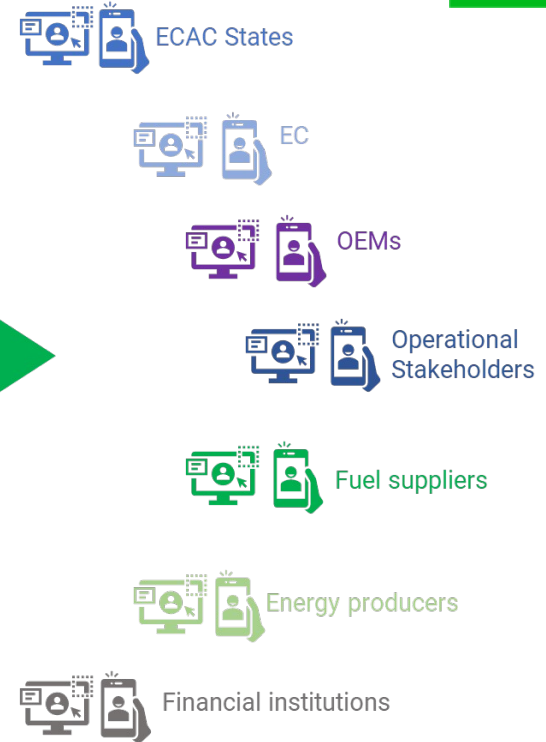 ECAC States
EC
OEMs
Operational
Stakeholders
Fuel suppliers
Energy producers
Financial institutions